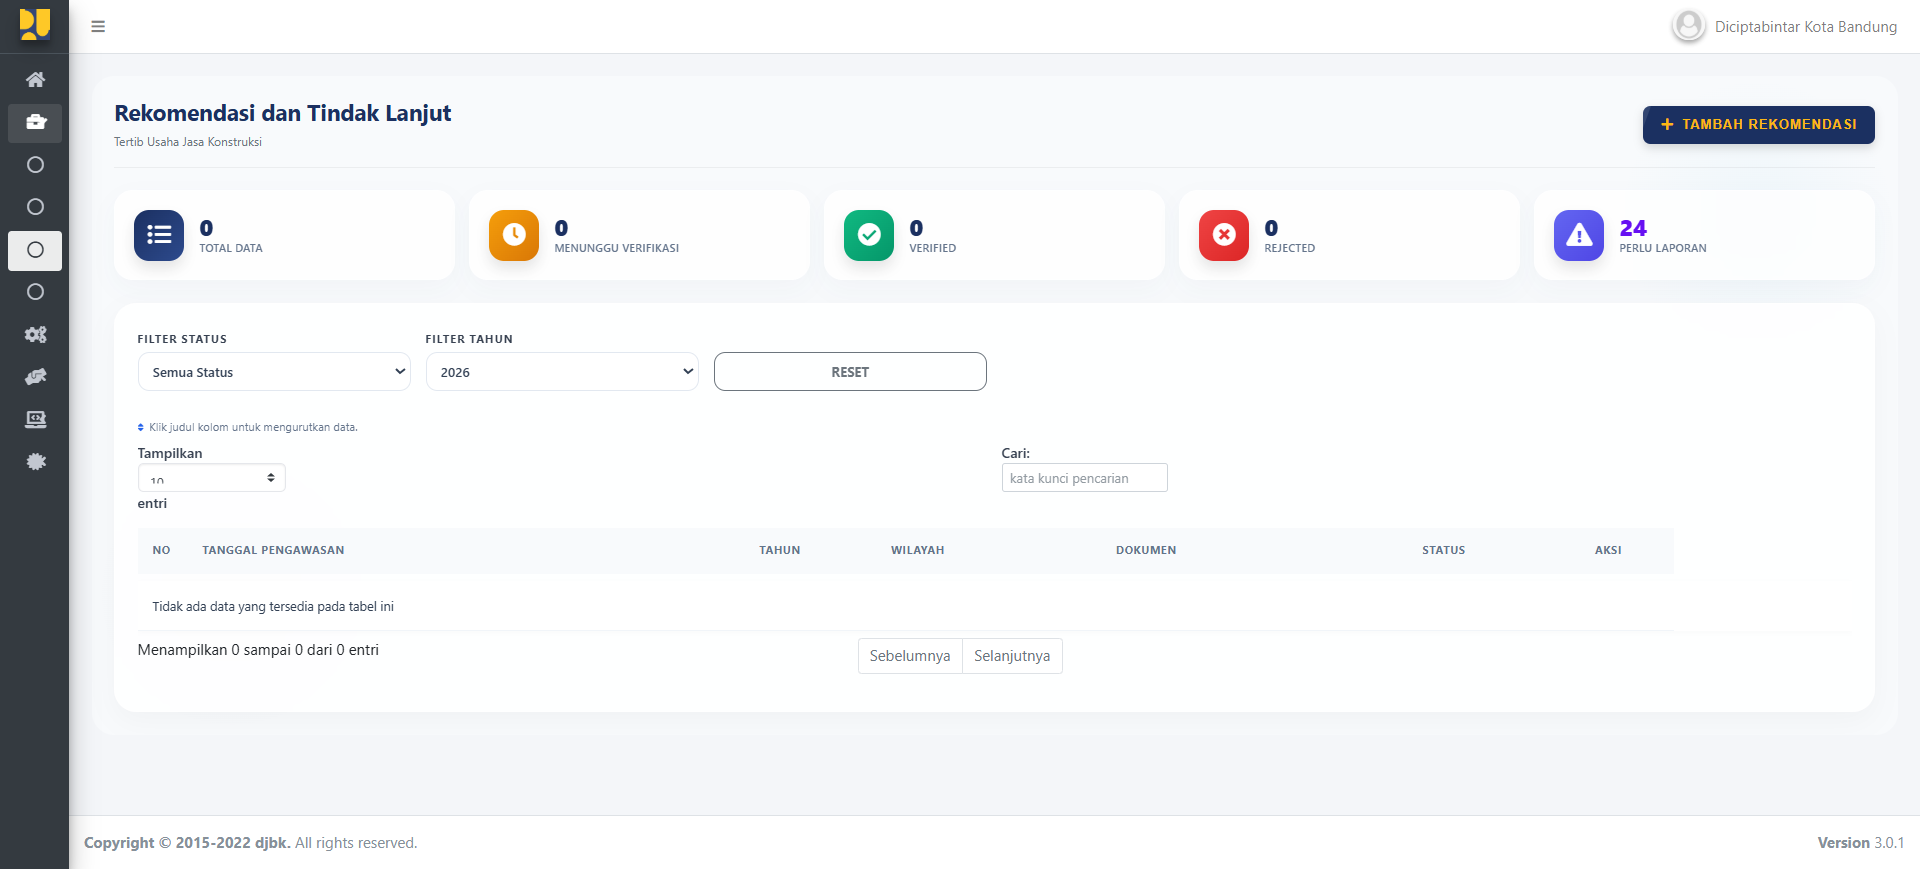 Diciptabintar Kota Bandung
Rekomendasi dan Tindak Lanjut
Tertib Usaha Jasa Konstruksi
+ TAMBAH REKOMENDASI
0
TOTAL DATA
0
MENUNGGU VERIFIKASI
0
VERIFIED
0
REJECTED
24
PERLU LAPORAN
FILTER STATUS
Semua Status
FILTER TAHUN
2026
RESET
Klik judul kolom untuk mengurutkan data.
Tampilkan
10
entri
Cari:
kata kunci pencarian
NO TANGGAL PENGAWASAN TAHUN WILAYAH DOKUMEN STATUS AKSI
Tidak ada data yang tersedia pada tabel ini
Menampilkan 0 sampai 0 dari 0 entri
Sebelumnya Selanjutnya
Copyright © 2015-2022 djbk. All rights reserved.
Version 3.0.1